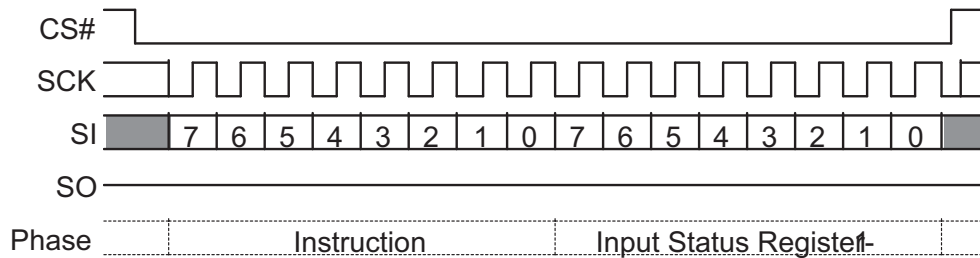 CS#
SCK
SI 7 6 5 4 3 2 1 0 7 6 5 4 3 2 1 0
SO
Phase Instruction Input Status Register-1